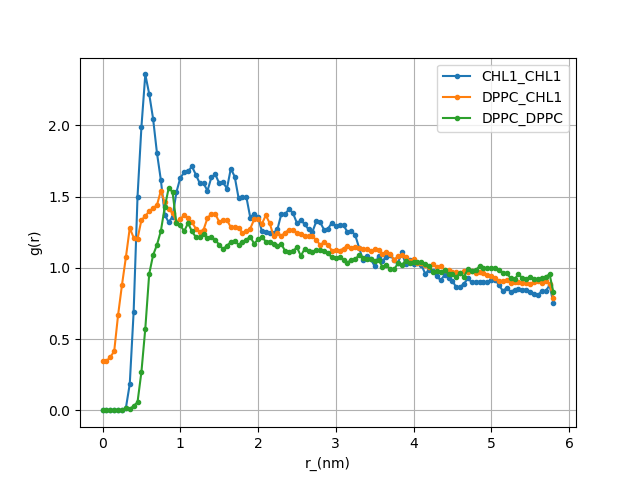 CHL1_CHL1
DPPC_CHL1
DPPC_DPPC
g(r)
2.0
1.5
1.0
0.5
0.0
0 1 2 3 4 5 6
r_(nm)